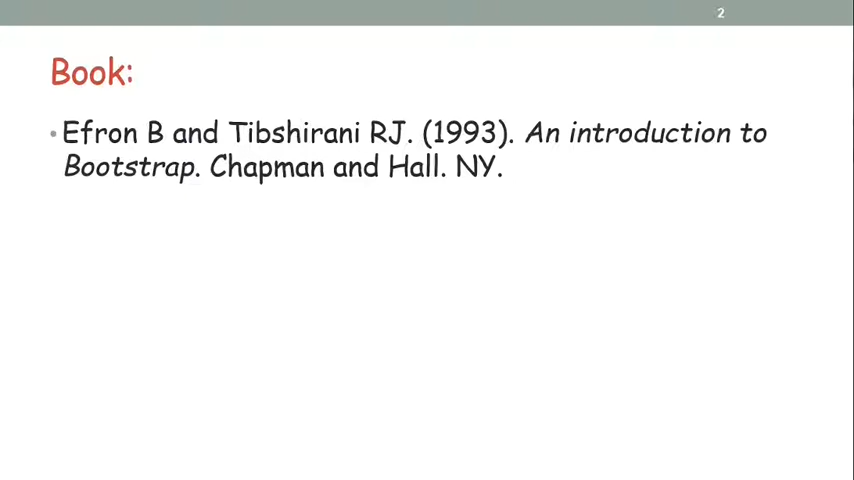 2
Book:
• Efron B and Tibshirani RJ. (1993). An introduction to
Bootstrap. Chapman and Hall. NY.